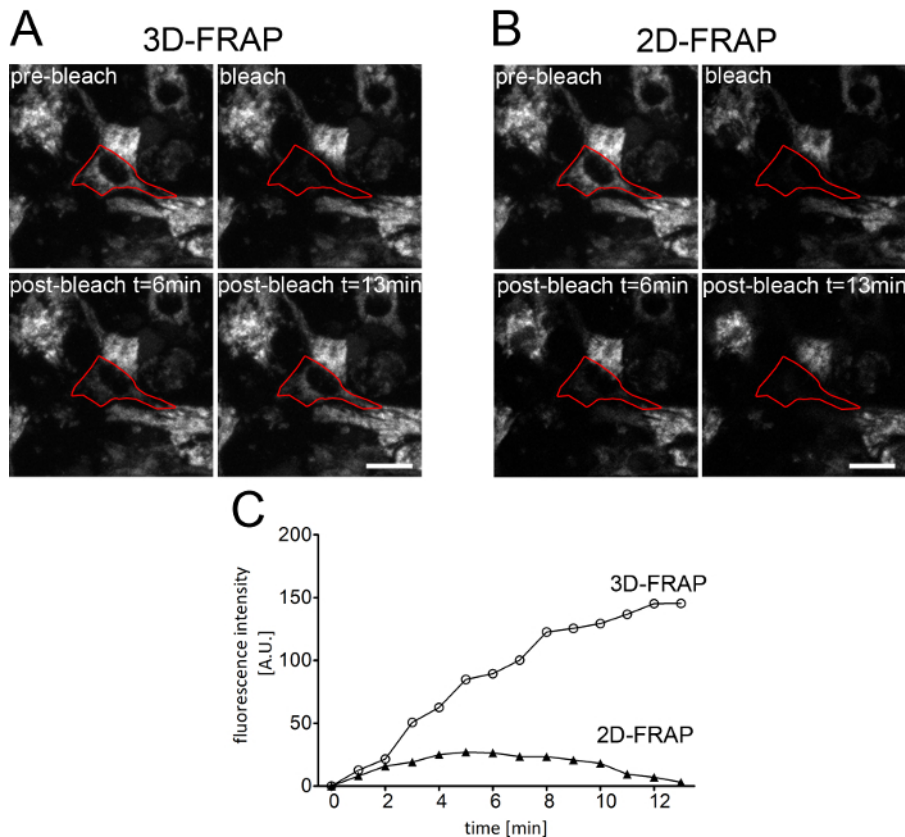 A
3D-FRAP
pre-bleach
bleach
post-bleach t=6min
post-bleach t=13min
B
2D-FRAP
pre-bleach
bleach
post-bleach t=6min
post-bleach t=13min
C
200
150
100
50
0
fluorescence intensity
[A.U.]
3D-FRAP
2D-FRAP
0 2 4 6 8 10 12
time [min]